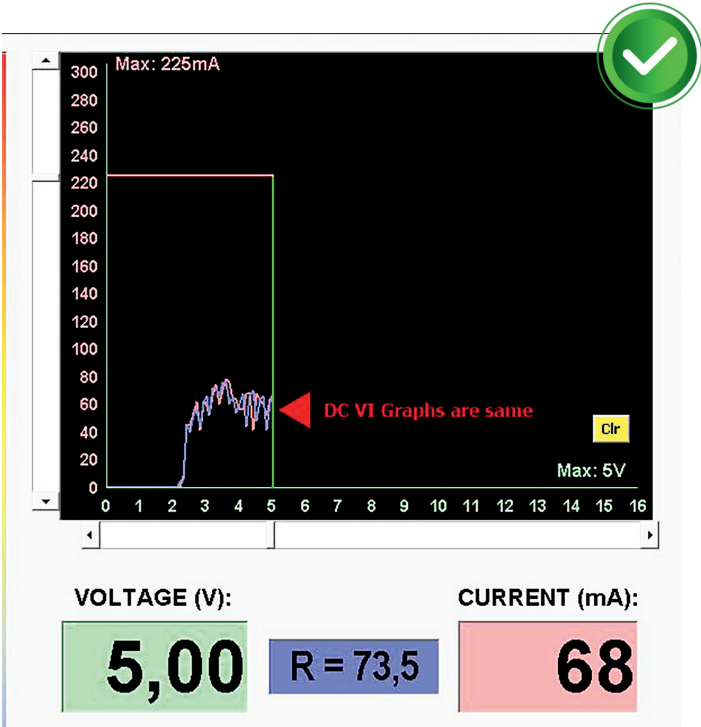 Max: 225mA
300
280
260
240
220
200
180
160
140
120
100
80
60
40
20
0
DC VI Graphs are same
Clr
Max: 5V
0 1 2 3 4 5 6 7 8 9 10 11 12 13 14 15 16
VOLTAGE (V): CURRENT (mA):
5,00 R = 73,5 68